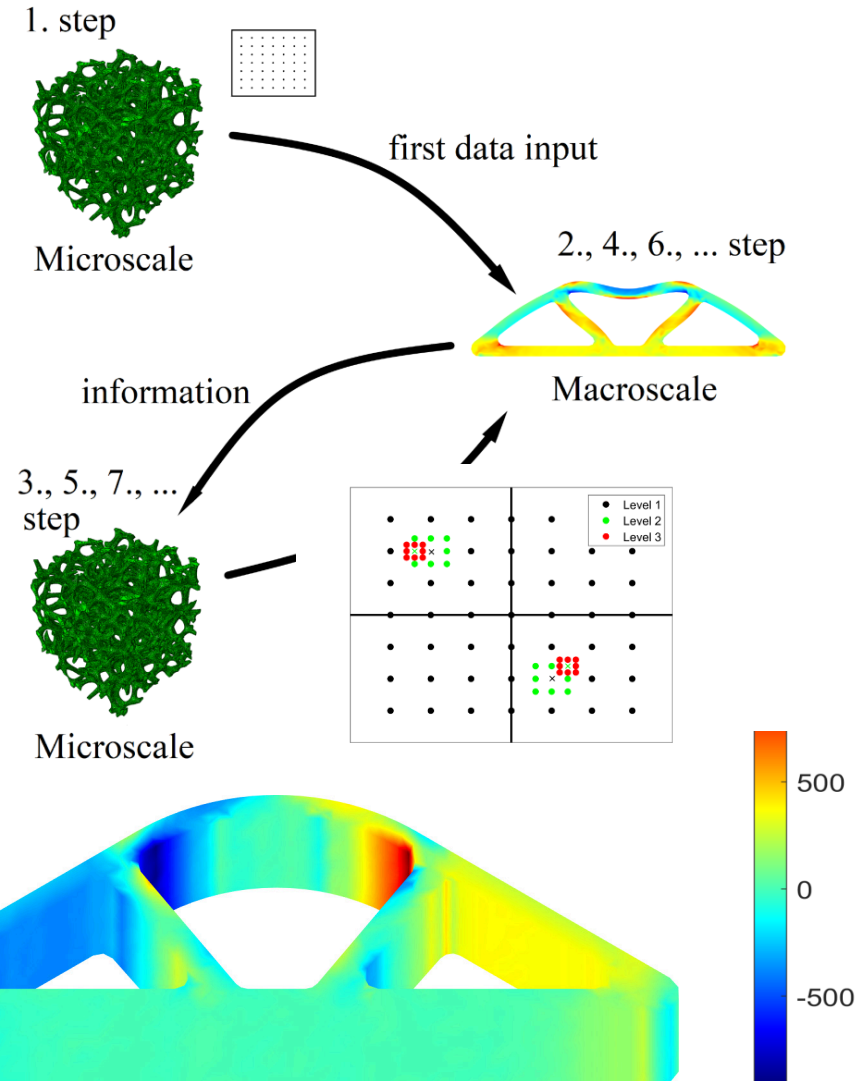 1. step
first data input
Microscale
2., 4., 6., ... step
information
Macroscale
3., 5., 7., ...
step
Level 1
Level 2
Level 3
Microscale
500
0
-500